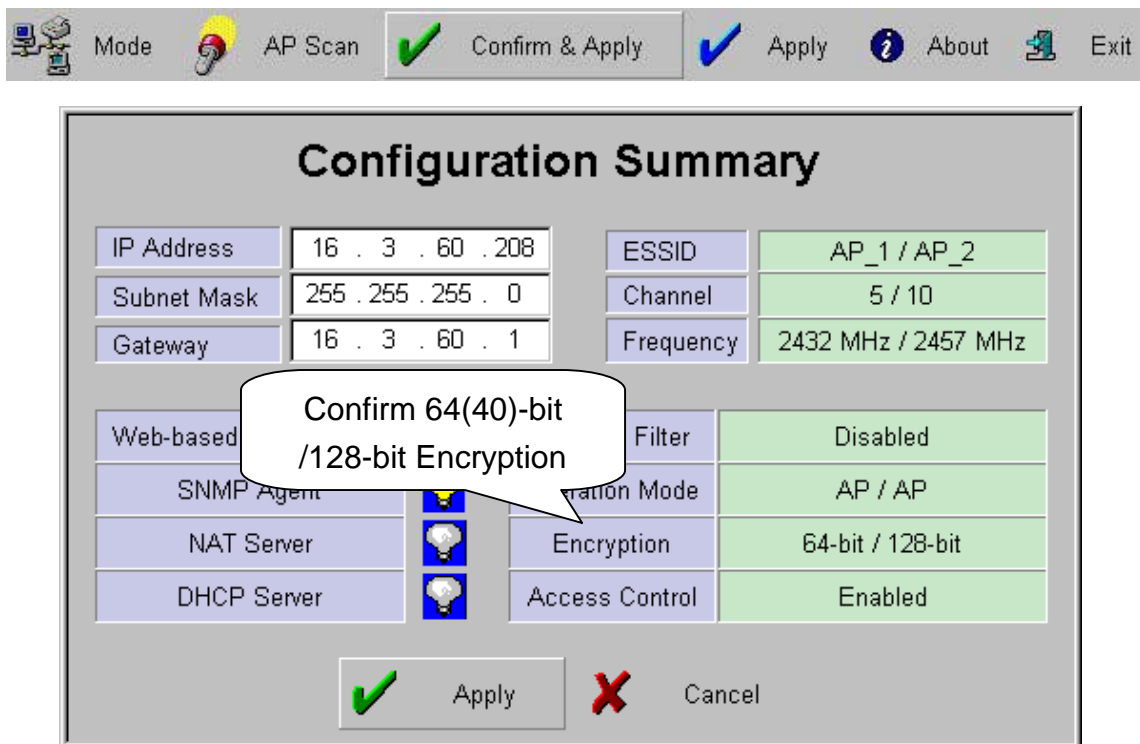 Mode AP Scan Confirm & Apply Apply About Exit
Configuration Summary
IP Address 16 . 3 . 60 . 208 ESSID AP_1 / AP_2
Subnet Mask 255 . 255 . 255 . 0 Channel 5 / 10
Gateway 16 . 3 . 60 . 1 Frequency 2432 MHz / 2457 MHz
Confirm 64(40)-bit
/128-bit Encryption
Web-based Filter Disabled
SNMP Agent Mode AP / AP
NAT Server Encryption 64-bit / 128-bit
DHCP Server Access Control Enabled
Apply Cancel